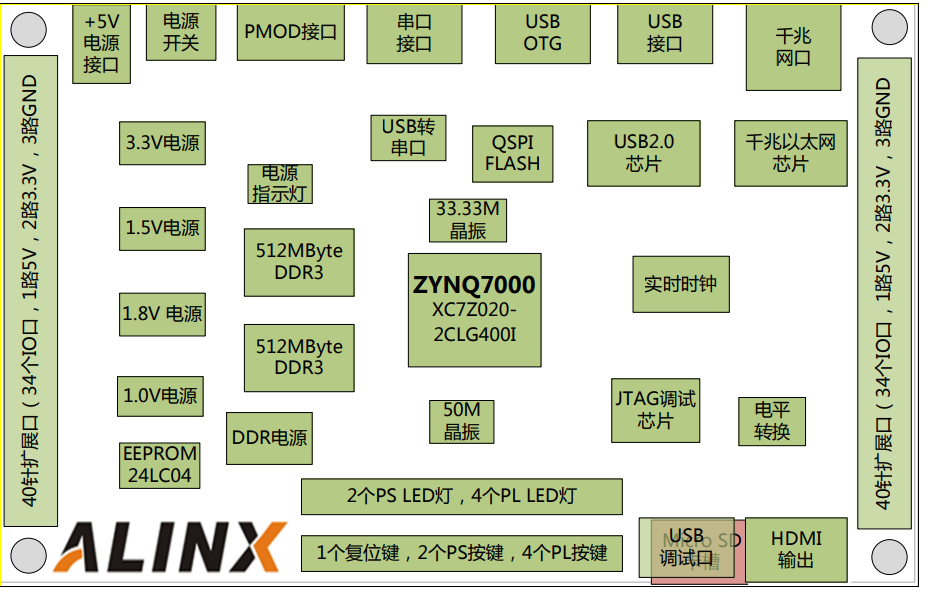 +5V
电源
接口
电源
开关
PMOD接口
串口
接口
USB
OTG
USB
接口
千兆
网口
40针扩展口（34个IO口，1路5V，2路3.3V，3路GND
3.3V电源
电源
指示灯
USB转
串口
QSPI
FLASH
USB2.0
芯片
千兆以太网
芯片
40针扩展口（34个IO口，1路5V，2路3.3V，3路GND
1.5V电源
33.33M
晶振
512MByte
DDR3
ZYNQ7000
XC7Z020-
2CLG400I
实时时钟
1.8V 电源
512MByte
DDR3
1.0V电源
50M
晶振
JTAG调试
芯片
电平
转换
DDR电源
EEPROM
24LC04
2个PS LED灯，4个PL LED灯
ALINX
1个复位键，2个PS按键，4个PL按键
USB
调试口
Micro SD
卡槽
HDMI
输出